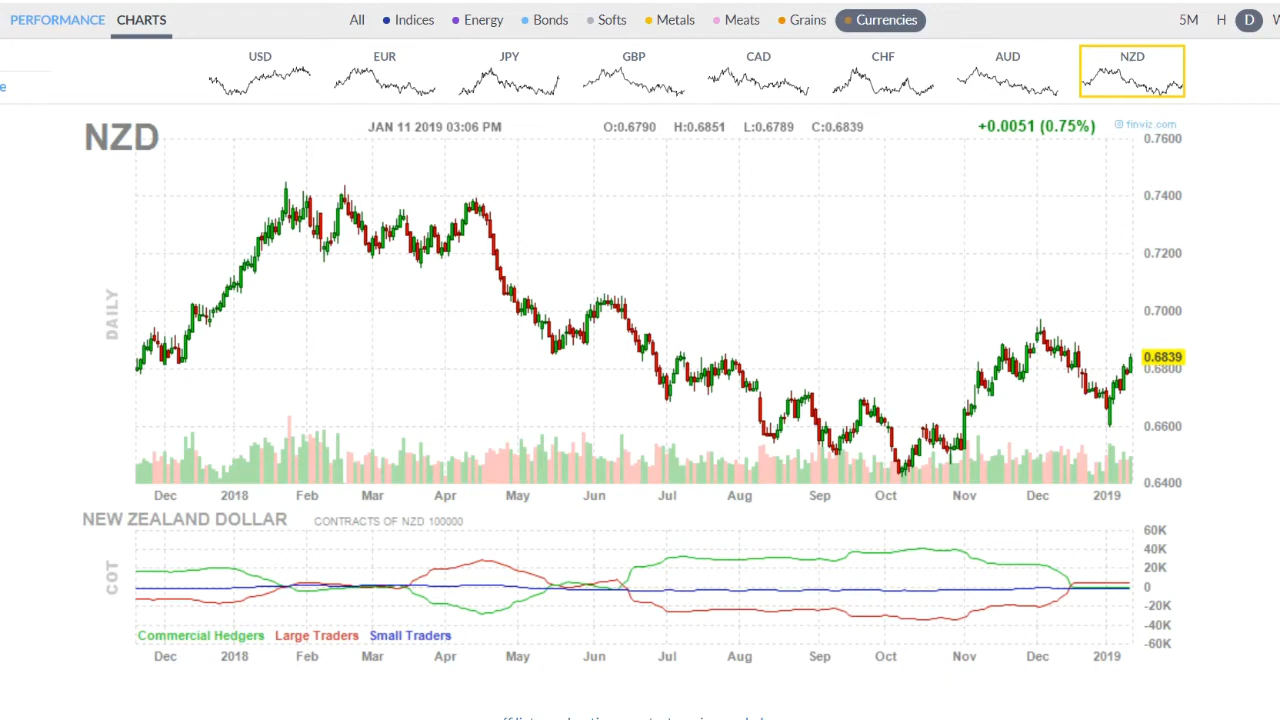 PERFORMANCE CHARTS All Indices Energy Bonds Softs Metals Meats Grains Currencies 5M H D
USD EUR JPY GBP CAD CHF AUD NZD
e
NZD JAN 11 2019 03:06 PM O:0.6790 H:0.6851 L:0.6789 C:0.6839 +0.0051 (0.75%) © finviz.com
0.7600
0.7400
0.7200
0.7000
0.6839
0.6800
0.6600
0.6400
DAILY
Dec 2018 Feb Mar Apr May Jun Jul Aug Sep Oct Nov Dec 2019
NEW ZEALAND DOLLAR CONTRACTS OF NZD 100000
60K
40K
20K
0
-20K
-40K
-60K
COT
Commercial Hedgers Large Traders Small Traders
Dec 2018 Feb Mar Apr May Jun Jul Aug Sep Oct Nov Dec 2019